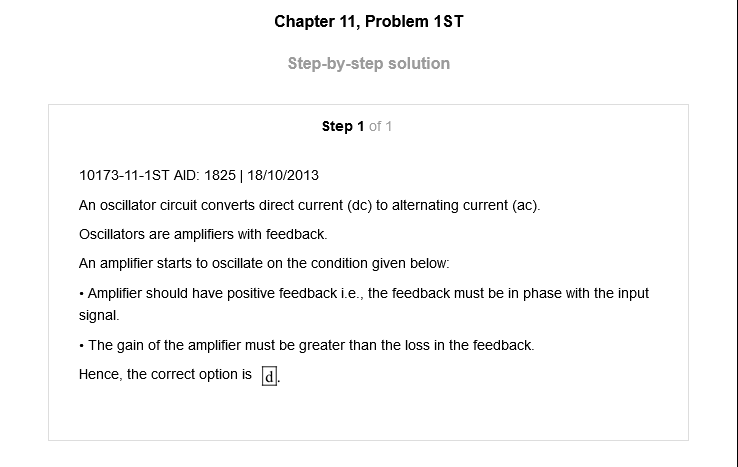 Chapter 11, Problem 1ST
Step-by-step solution
Step 1 of 1
10173-11-1ST AID: 1825 | 18/10/2013
An oscillator circuit converts direct current (dc) to alternating current (ac).
Oscillators are amplifiers with feedback.
An amplifier starts to oscillate on the condition given below:
• Amplifier should have positive feedback i.e., the feedback must be in phase with the input
signal.
• The gain of the amplifier must be greater than the loss in the feedback.
Hence, the correct option is d.